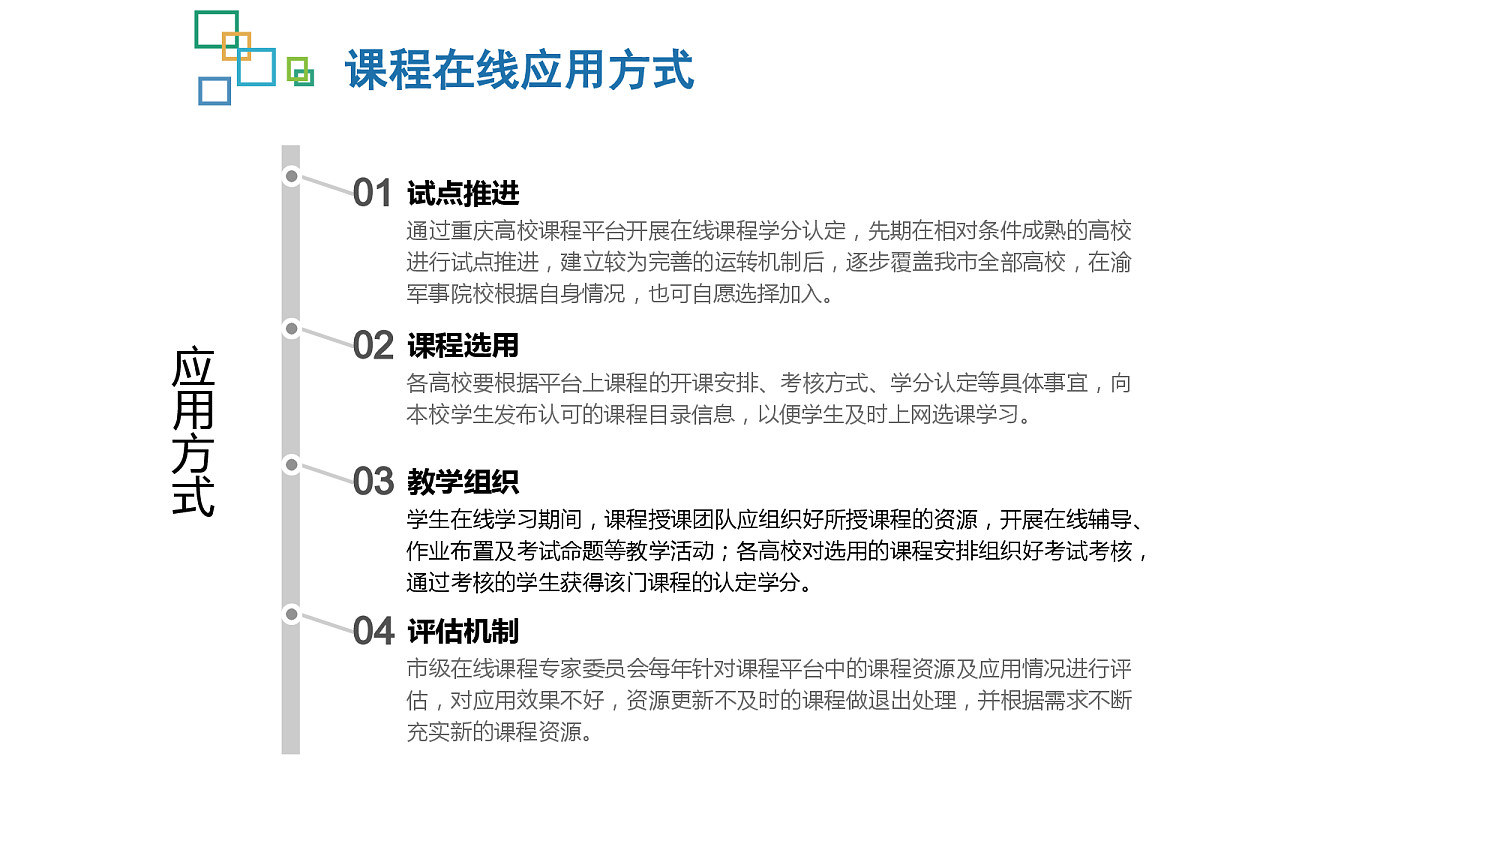 课程在线应用方式
应用方式
01 试点推进
通过重庆高校课程平台开展在线课程学分认定，先期在相对条件成熟的高校
进行试点推进，建立较为完善的运转机制后，逐步覆盖我市全部高校，在渝
军事院校根据自身情况，也可自愿选择加入。
02 课程选用
各高校要根据平台上课程的开课安排、考核方式、学分认定等具体事宜，向
本校学生发布认可的课程目录信息，以便学生及时上网选课学习。
03 教学组织
学生在线学习期间，课程授课团队应组织好所授课程的资源，开展在线辅导、
作业布置及考试命题等教学活动；各高校对选用的课程安排组织好考试考核，
通过考核的学生获得该门课程的认定学分。
04 评估机制
市级在线课程专家委员会每年针对课程平台中的课程资源及应用情况进行评
估，对应用效果不好，资源更新不及时的课程做退出处理，并根据需求不断
充实新的课程资源。